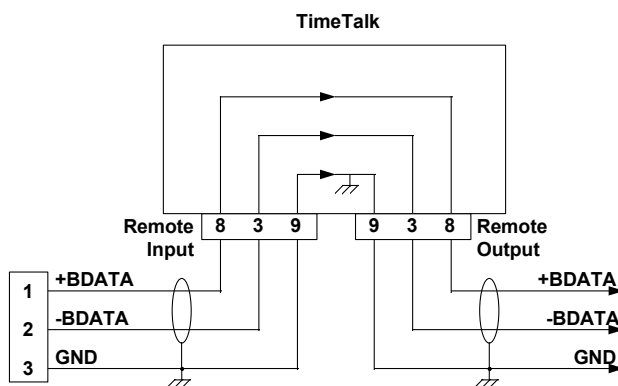 TimeTalk
Remote Input
8 3 9
9 3 8
Remote Output
1 +BDATA
+BDATA
2 -BDATA
-BDATA
3 GND
GND